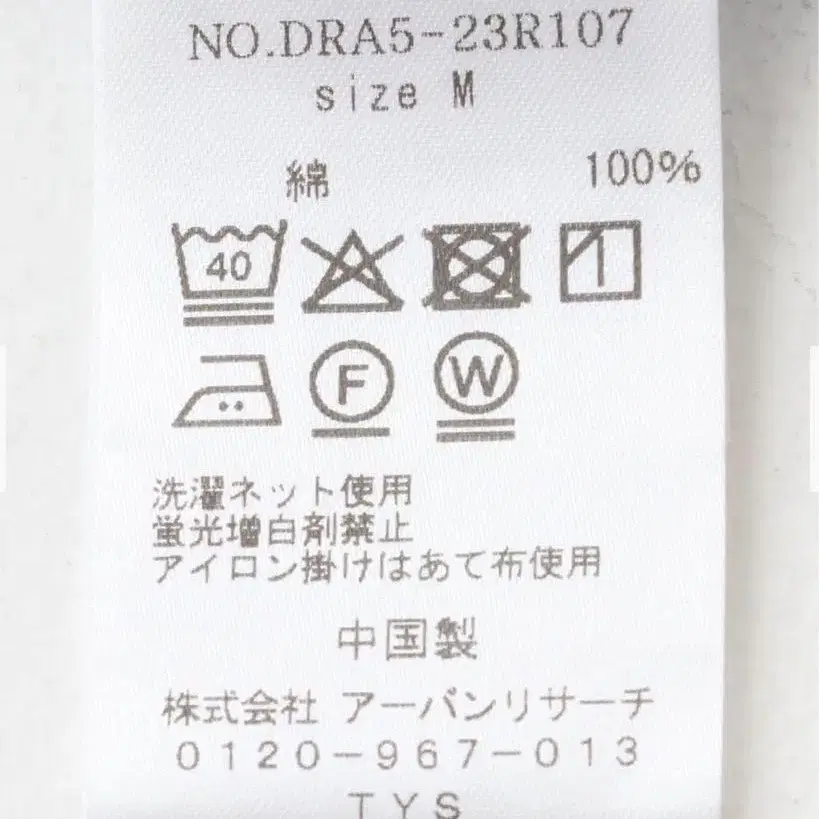 NO.DRA5-23R107
size M
綿 100%
40
F W
洗濯ネット使用
蛍光増白剤禁止
アイロン掛けはあて布使用
中国製
株式会社 アーバンリサーチ
0120-967-013
TYS